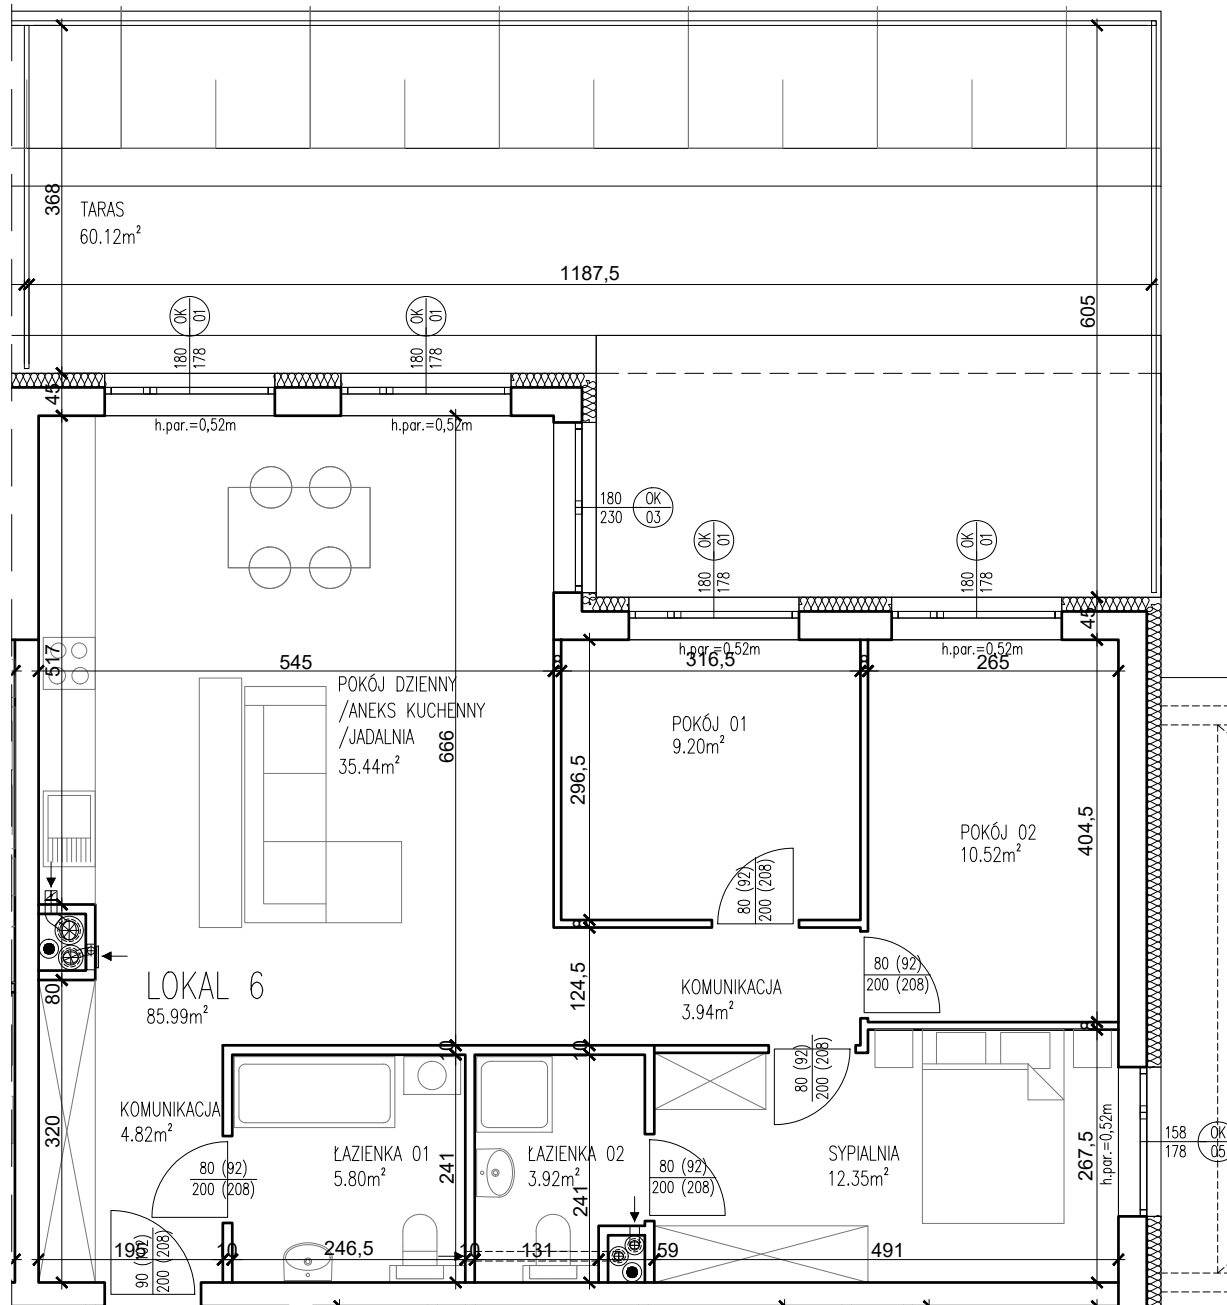 368
TARAS
60.12m²
1187,5
605
OK
01
180
178
OK
01
180
178
45
h.par.=0,52m
h.par.=0,52m
180
230
OK
03
OK
01
180
178
OK
01
180
178
45
h.par.=0,52m
h.par.=0,52m
517
545
316,5
265
POKÓJ DZIENNY
/ANEKS KUCHENNY
/JADALNIA
35.44m²
666
POKÓJ 01
9.20m²
296,5
POKÓJ 02
10.52m²
404,5
80 (92)
200 (208)
LOKAL 6
85.99m²
80
124,5
KOMUNIKACJA
3.94m²
80 (92)
200 (208)
80 (92)
200 (208)
10
10
KOMUNIKACJA
4.82m²
320
ŁAZIENKA 01
5.80m²
241
ŁAZIENKA 02
3.92m²
241
SYPIALNIA
12.35m²
267,5
h.par.=0,52m
158
178
OK
05
80 (92)
200 (208)
80 (92)
200 (208)
90 (102)
200 (208)
10
246,5
10
131
59
491